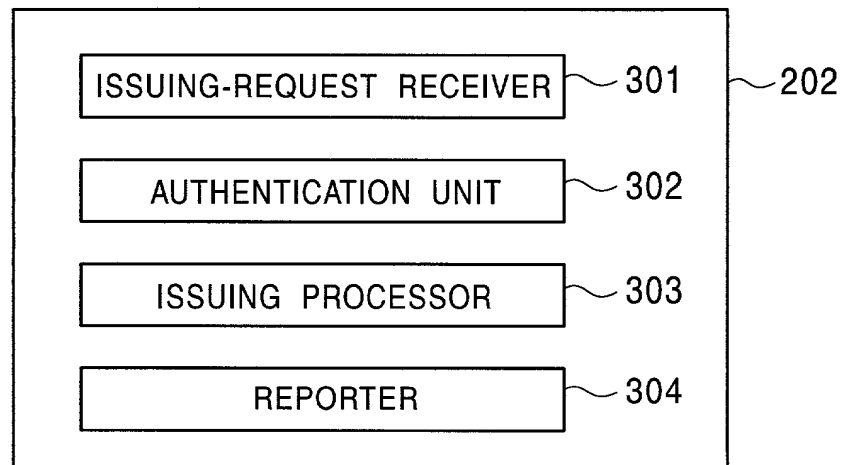 ISSUING-REQUEST RECEIVER 301 202
AUTHENTICATION UNIT 302
ISSUING PROCESSOR 303
REPORTER 304